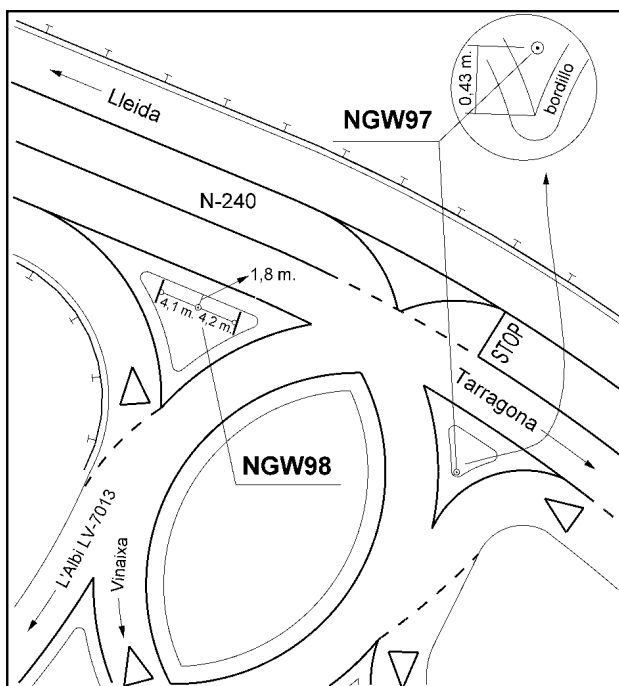 Lleida
0,43 m.
bordillo
NGW97
N-240
1,8 m.
4,1 m.
4,2 m.
STOP
Tarragona
NGW98
L'Albi LV-7013
Vinaixa